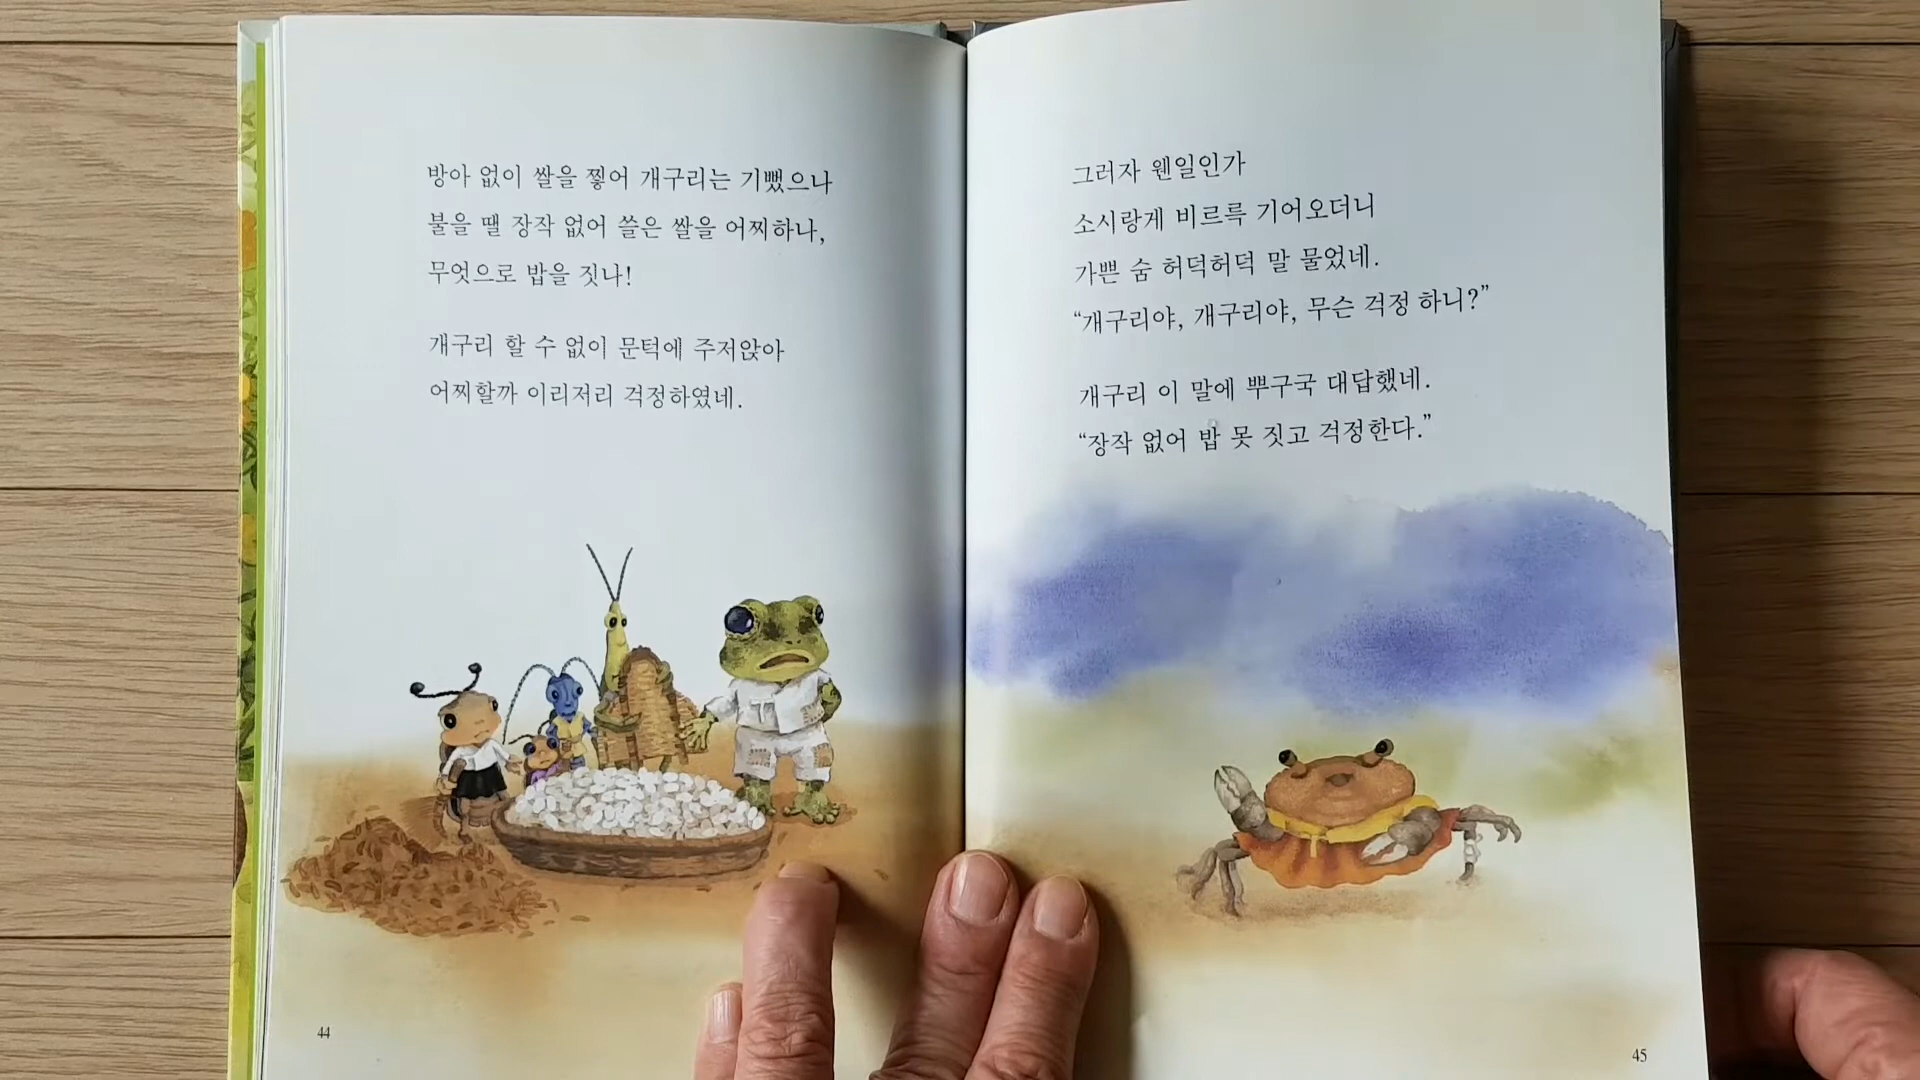 방아 없이 쌀을 찧어 개구리는 기뻤으나
불을 땔 장작 없어 쓸은 쌀을 어찌하나,
무엇으로 밥을 짓나!
개구리 할 수 없이 문턱에 주저앉아
어찌할까 이리저리 걱정하였네.
44
그러자 웬일인가
소시랑게 비르륵 기어오더니
가쁜 숨 허덕허덕 말 물었네.
“개구리야, 개구리야, 무슨 걱정 하니?”
개구리 이 말에 뿌구국 대답했네.
“장작 없어 밥 못 짓고 걱정한다.”
45